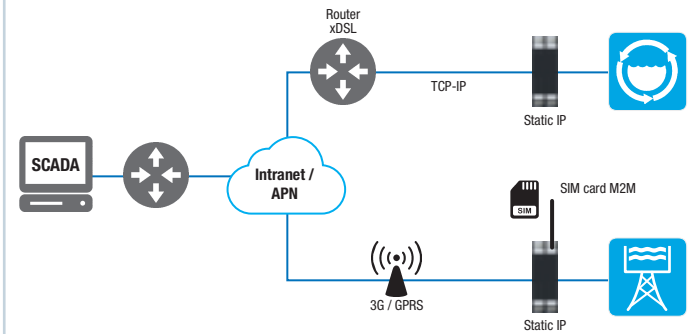 Router
xDSL
TCP-IP
Static IP
SCADA
Intranet /
APN
SIM
SIM card M2M
3G / GPRS
Static IP